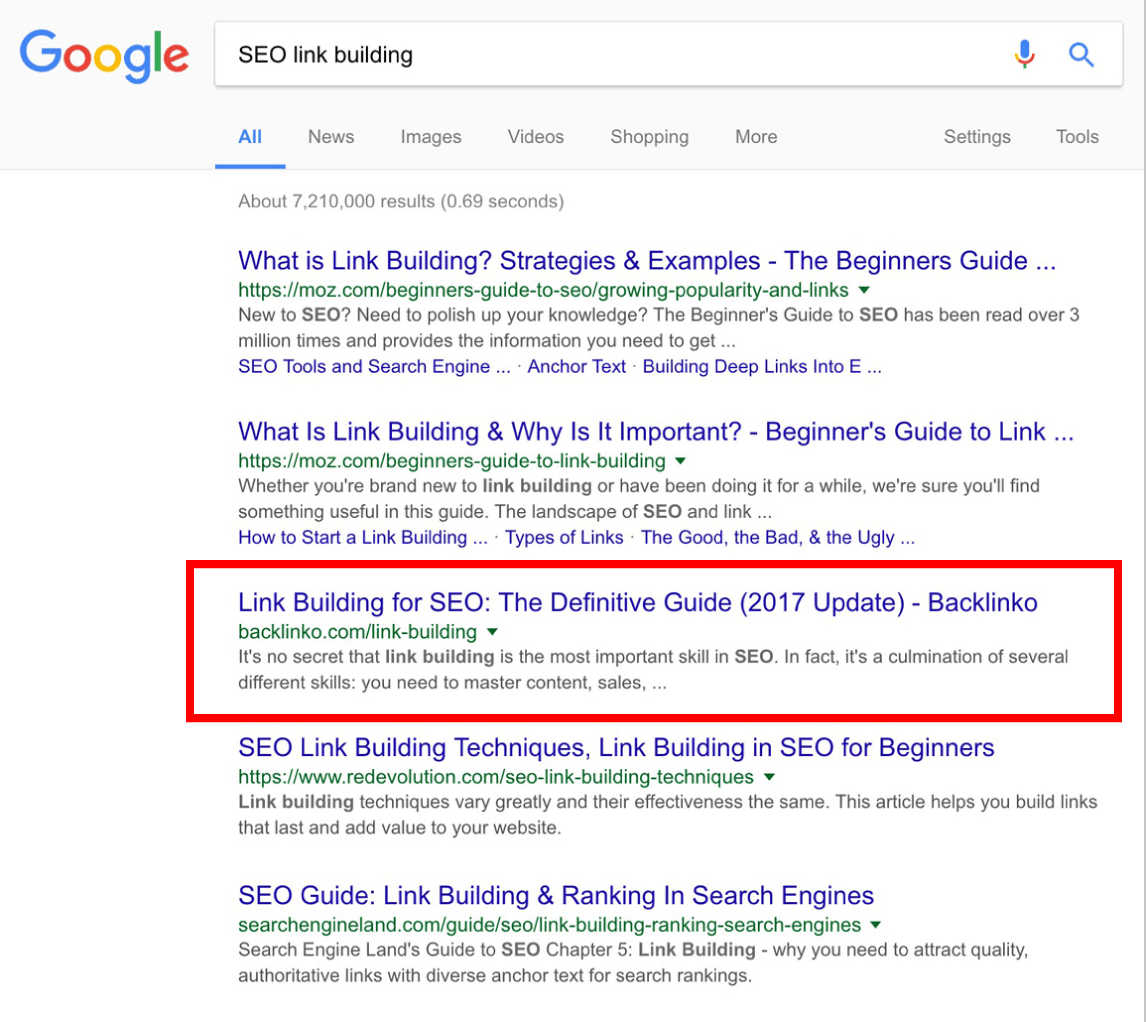 Google
SEO link building
All News Images Videos Shopping More Settings Tools
About 7,210,000 results (0.69 seconds)
What is Link Building? Strategies & Examples - The Beginners Guide ...
https://moz.com/beginners-guide-to-seo/growing-popularity-and-links
New to SEO? Need to polish up your knowledge? The Beginner's Guide to SEO has been read over 3
million times and provides the information you need to get ...
SEO Tools and Search Engine ... · Anchor Text · Building Deep Links Into E ...
What Is Link Building & Why Is It Important? - Beginner's Guide to Link ...
https://moz.com/beginners-guide-to-link-building
Whether you're brand new to link building or have been doing it for a while, we're sure you'll find
something useful in this guide. The landscape of SEO and link ...
How to Start a Link Building ... · Types of Links · The Good, the Bad, & the Ugly ...
Link Building for SEO: The Definitive Guide (2017 Update) - Backlinko
backlinko.com/link-building
It's no secret that link building is the most important skill in SEO. In fact, it's a culmination of several
different skills: you need to master content, sales, ...
SEO Link Building Techniques, Link Building in SEO for Beginners
https://www.redevolution.com/seo-link-building-techniques
Link building techniques vary greatly and their effectiveness the same. This article helps you build links
that last and add value to your website.
SEO Guide: Link Building & Ranking In Search Engines
searchengineland.com/guide/seo/link-building-ranking-search-engines
Search Engine Land's Guide to SEO Chapter 5: Link Building - why you need to attract quality,
authoritative links with diverse anchor text for search rankings.